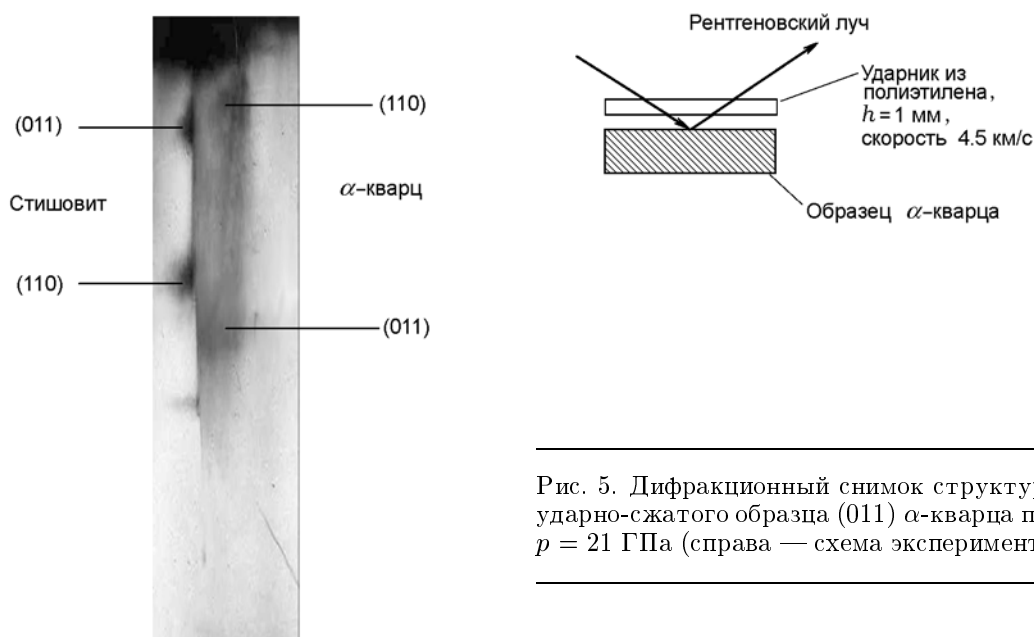 (011)
Стишовит
(110)
(110)
α-кварц
(011)
Рентгеновский луч
Ударник из
полиэтилена,
h = 1 мм,
скорость 4.5 км/с
Образец α-кварца
Рис. 5. Дифракционный снимок структу
ударно-сжатого образца (011) α-кварца п
p = 21 ГПа (справа — схема эксперимент